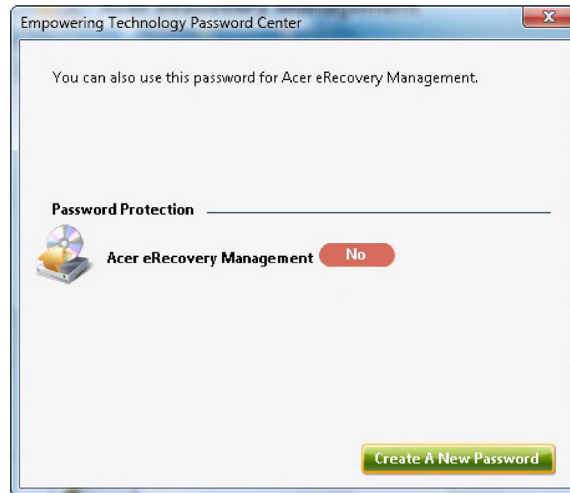 Empowering Technology Password Center
You can also use this password for Acer eRecovery Management.
Password Protection
Acer eRecovery Management No
Create A New Password